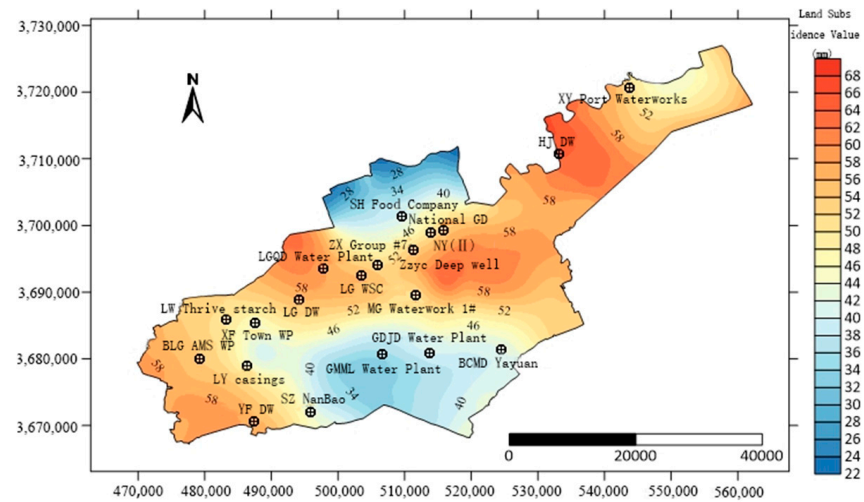 Land Subs
idence Value
(mm)
3,730,000
3,720,000
3,710,000
3,700,000
3,690,000
3,680,000
3,670,000
N
XY Port Waterworks
52
58
HJ DW
28
28
34
40
58
SH Food Company
National GD
46
58
ZX Group #7
NY(II)
52
LGQD Water Plant
Zzyc Deep well
LG WSC
58
58
LW Thrive starch
LG DW
52
MG Waterwork 1#
52
XF Town WP
46
46
BLG AMS WP
GDJD Water Plant
58
40
GMML Water Plant
BCMD Yayuan
LY casings
34
58
SZ NanBao
40
YF DW
0
20000
40000
470,000
480,000
490,000
500,000
510,000
520,000
530,000
540,000
550,000
560,000
68
66
64
62
60
58
56
54
52
50
48
46
44
42
40
38
36
34
32
30
28
26
24
22